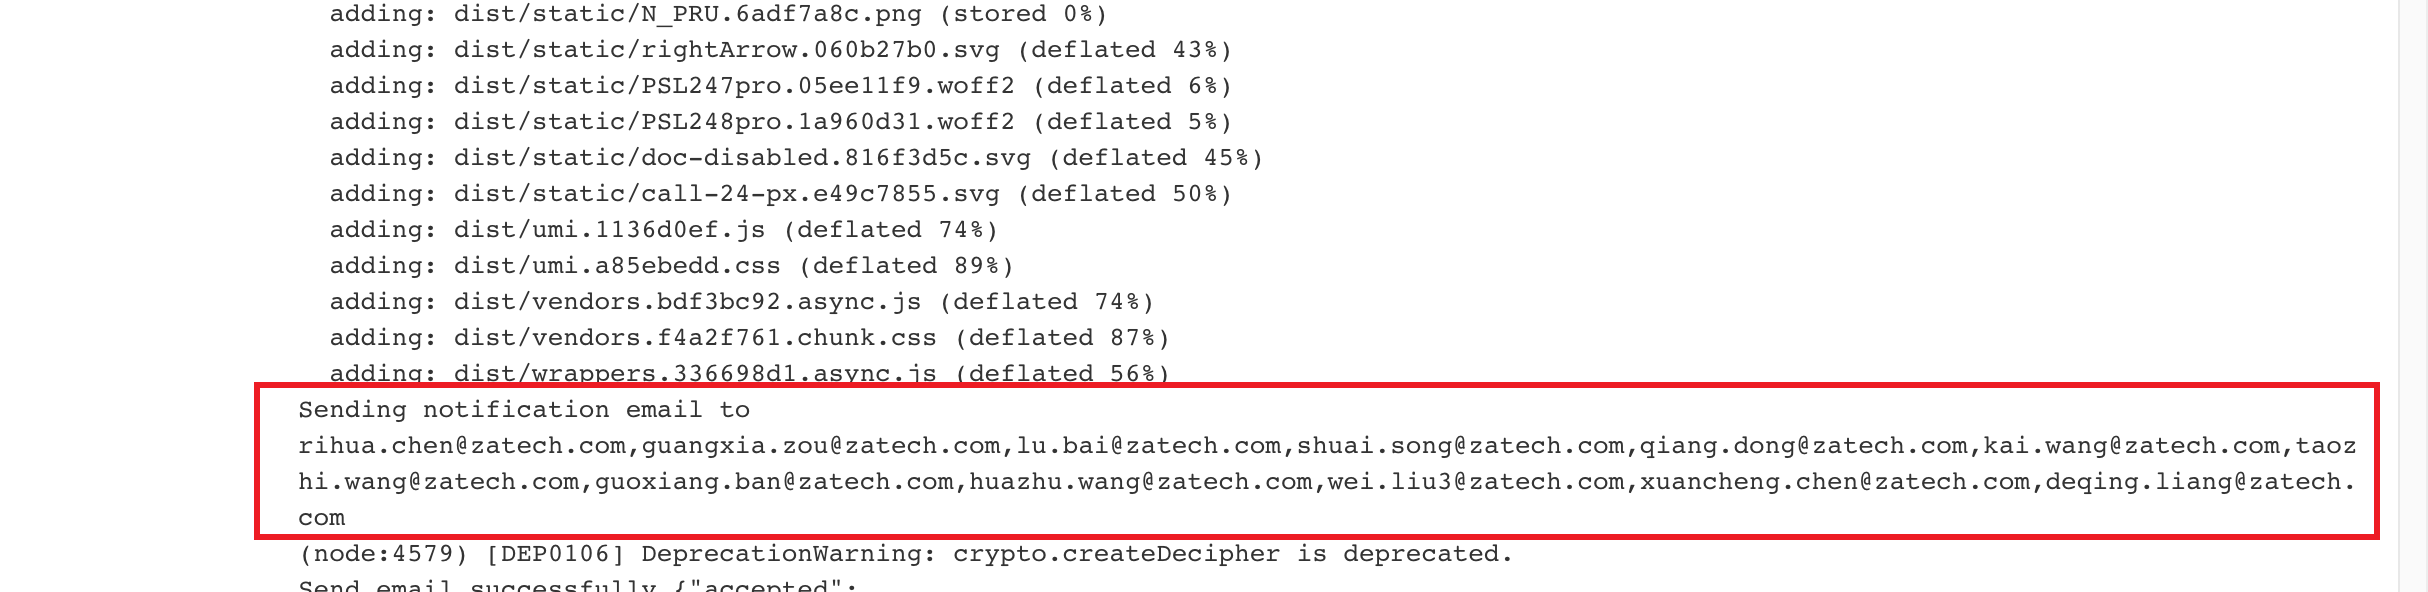 adding: dist/static/N_PRU.6adf7a8c.png (stored 0%)
adding: dist/static/rightArrow.060b27b0.svg (deflated 43%)
adding: dist/static/PSL247pro.05ee11f9.woff2 (deflated 6%)
adding: dist/static/PSL248pro.1a960d31.woff2 (deflated 5%)
adding: dist/static/doc-disabled.816f3d5c.svg (deflated 45%)
adding: dist/static/call-24-px.e49c7855.svg (deflated 50%)
adding: dist/umi.1136d0ef.js (deflated 74%)
adding: dist/umi.a85ebedd.css (deflated 89%)
adding: dist/vendors.bdf3bc92.async.js (deflated 74%)
adding: dist/vendors.f4a2f761.chunk.css (deflated 87%)
adding: dist/wrappers.336698d1.async.js (deflated 56%)
Sending notification email to
rihua.chen@zatech.com,guangxia.zou@zatech.com,lu.bai@zatech.com,shuai.song@zatech.com,qiang.dong@zatech.com,kai.wang@zatech.com,taoz
hi.wang@zatech.com,guoxiang.ban@zatech.com,huazhu.wang@zatech.com,wei.liu3@zatech.com,xuancheng.chen@zatech.com,deqing.liang@zatech.
com
(node:4579) [DEP0106] DeprecationWarning: crypto.createDecipher is deprecated.
Send email successfully {"accepted":